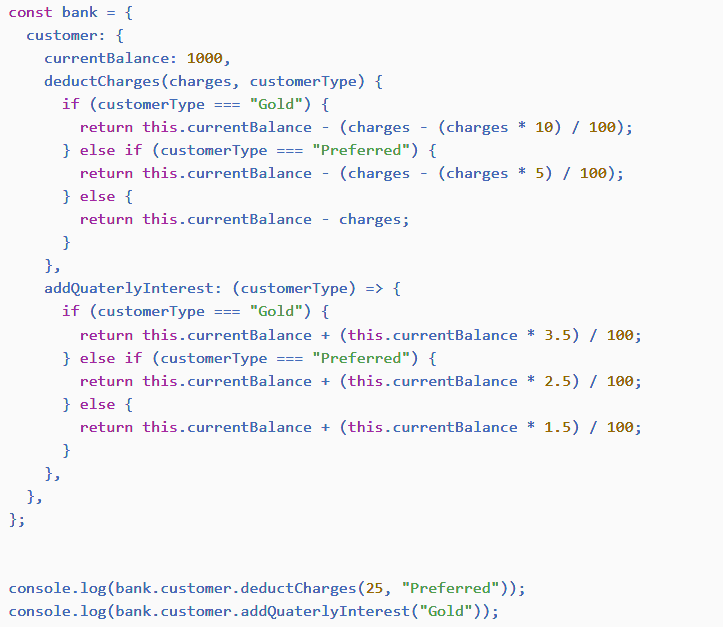 const bank = {
  customer: {
    currentBalance: 1000,
    deductCharges(charges, customerType) {
      if (customerType === "Gold") {
        return this.currentBalance - (charges - (charges * 10) / 100);
      } else if (customerType === "Preferred") {
        return this.currentBalance - (charges - (charges * 5) / 100);
      } else {
        return this.currentBalance - charges;
      }
    },
    addQuaterlyInterest: (customerType) => {
      if (customerType === "Gold") {
        return this.currentBalance + (this.currentBalance * 3.5) / 100;
      } else if (customerType === "Preferred") {
        return this.currentBalance + (this.currentBalance * 2.5) / 100;
      } else {
        return this.currentBalance + (this.currentBalance * 1.5) / 100;
      }
    },
  },
};
console.log(bank.customer.deductCharges(25, "Preferred"));
console.log(bank.customer.addQuaterlyInterest("Gold"));